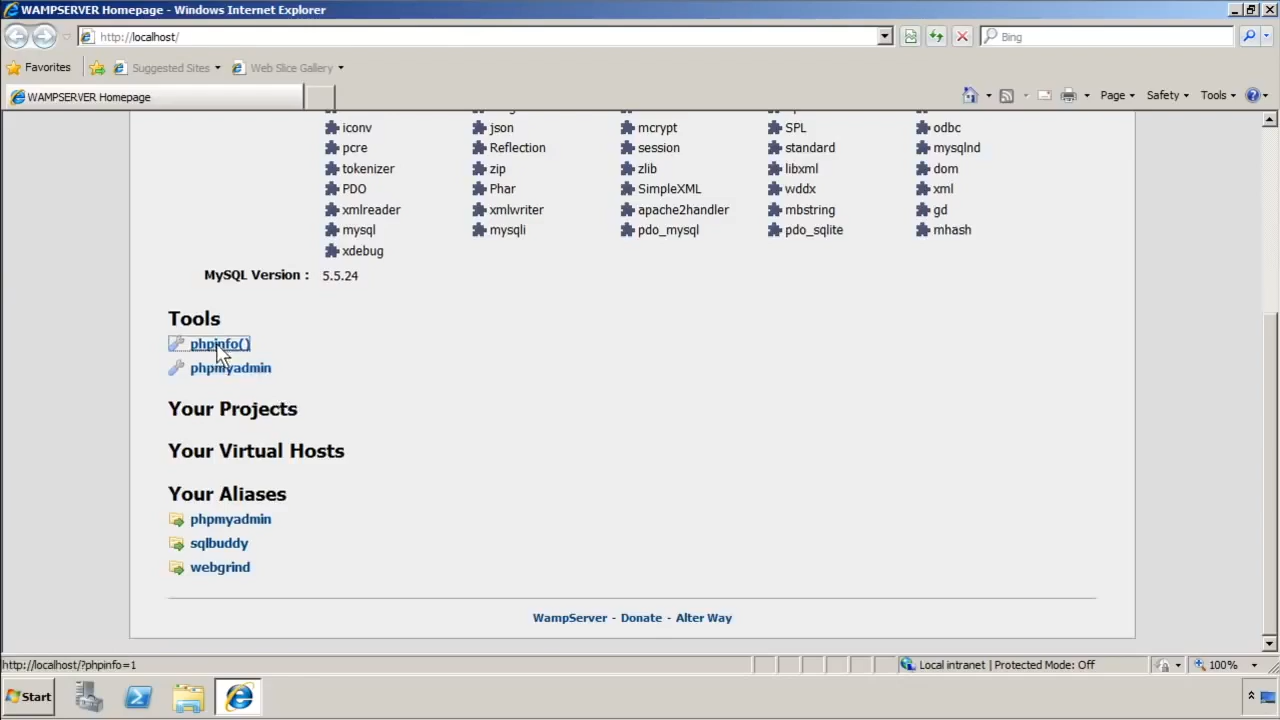 WAMPSERVER Homepage - Windows Internet Explorer
http://localhost/
Bing
Favorites
Suggested Sites
Web Slice Gallery
WAMPSERVER Homepage
Page
Safety
Tools
iconv json mcrypt SPL odbc
pcre Reflection session standard mysqlnd
tokenizer zip zlib libxml dom
PDO Phar SimpleXML wddx xml
xmlreader xmlwriter apache2handler mbstring gd
mysql mysqli pdo_mysql pdo_sqlite mhash
xdebug
MySQL Version : 5.5.24
Tools
phpinfo()
phpmyadmin
Your Projects
Your Virtual Hosts
Your Aliases
phpmyadmin
sqlbuddy
webgrind
WampServer - Donate - Alter Way
http://localhost/?phpinfo=1
Local intranet | Protected Mode: Off
100%
Start